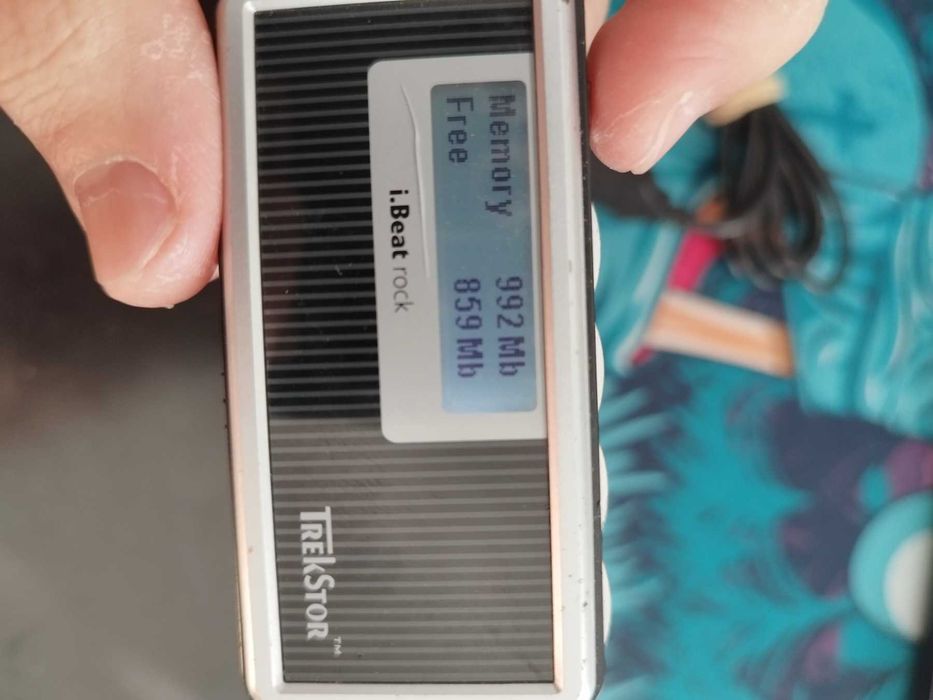 Memory 992Mb
Free 859Mb
i.Beat rock
TREKSTOR™